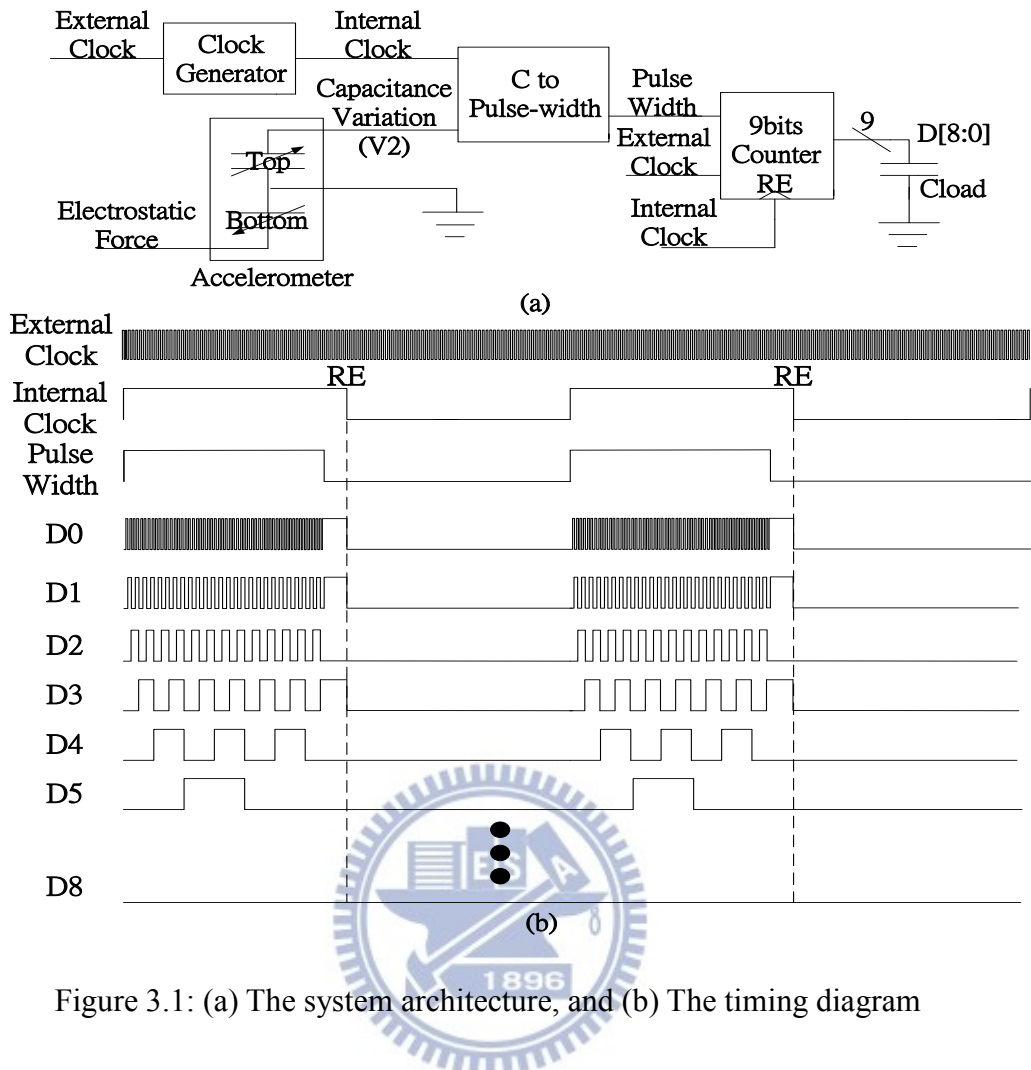 External
Clock
Clock
Generator
Internal
Clock
Capacitance
Variation
(V2)
C to
Pulse-width
Pulse
Width
External
Clock
Internal
Clock
9bits
Counter
RE
9
D[8:0]
Cload
Top
Bottom
Electrostatic
Force
Accelerometer
(a)
External
Clock
RE
RE
Internal
Clock
Pulse
Width
D0
D1
D2
D3
D4
D5
D8
(b)
ES
A
1896
Figure 3.1: (a) The system architecture, and (b) The timing diagram